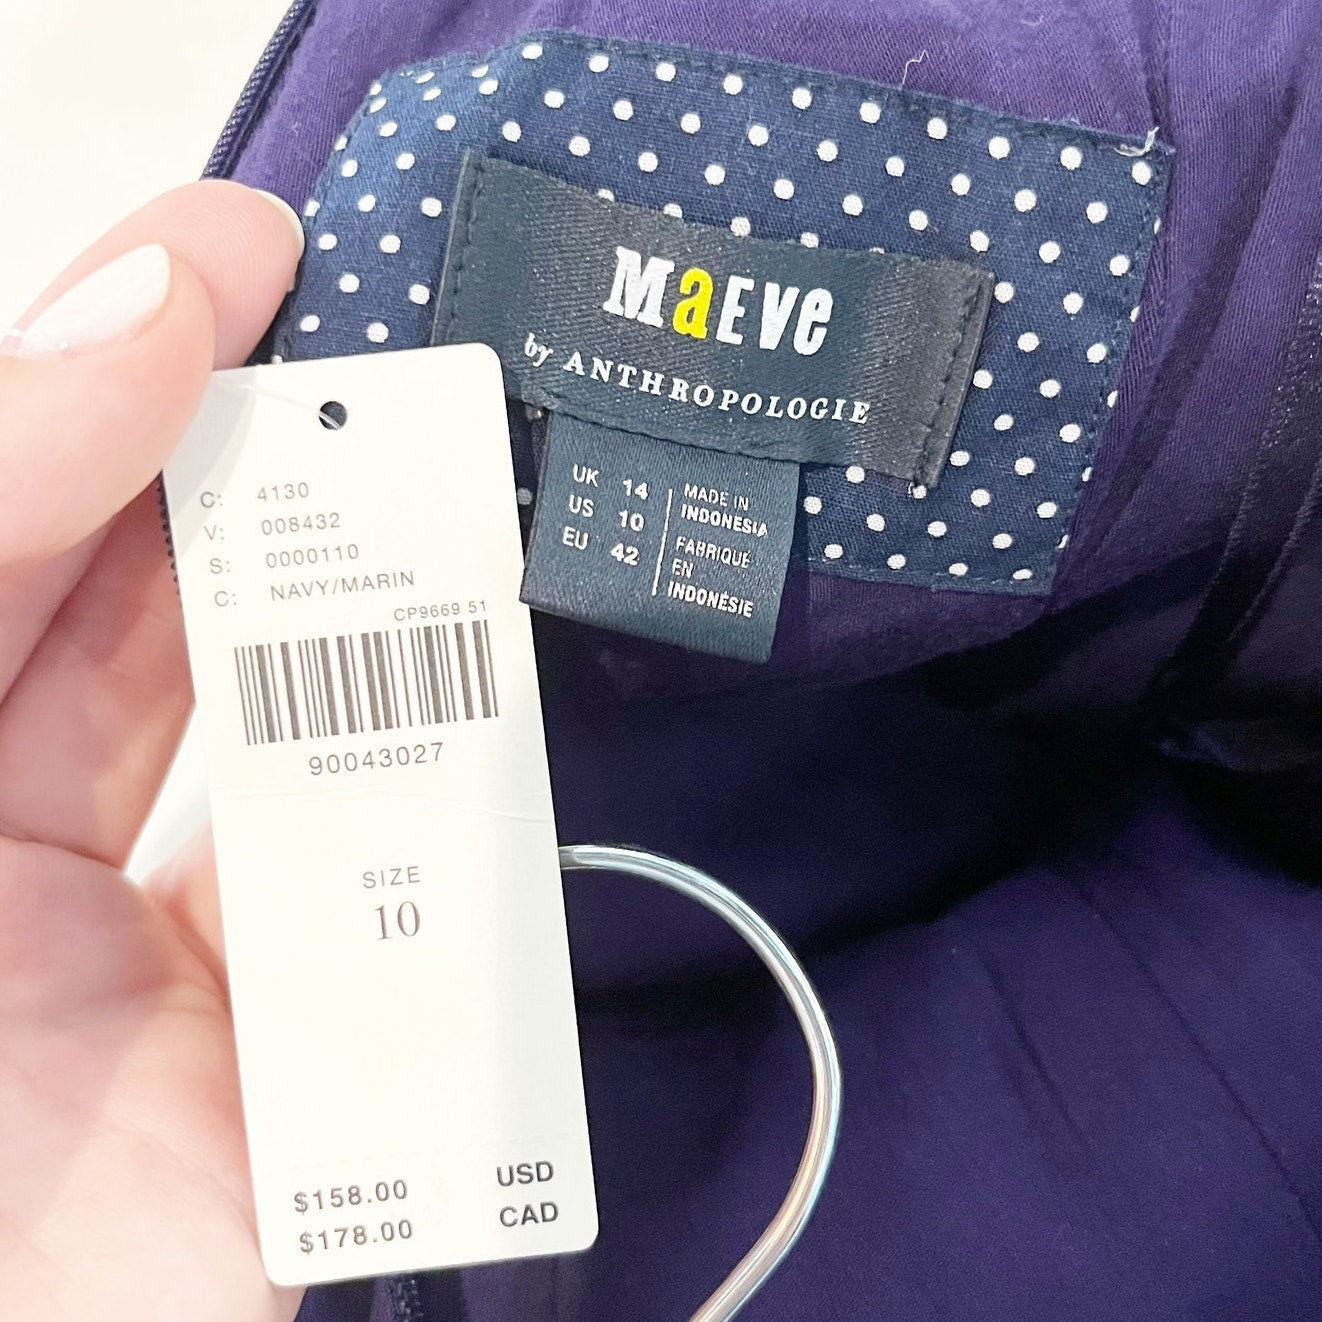 MaEve
by ANTHROPOLOGIE
UK 14
US 10
EU 42
MADE IN
INDONESIA
FABRIQUÉ
EN
INDONÉSIE
C: 4130
V: 008432
S: 0000110
C: NAVY/MARIN
CP9669 51
90043027
SIZE
10
$158.00 USD
$178.00 CAD